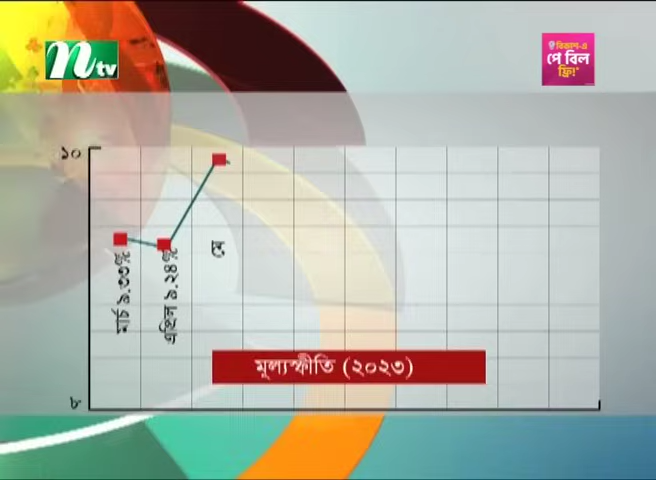 ntv
বিকাশ-এ
পে বিল
ফ্রি!*
১০
মার্চ ৯.৩৩%
এপ্রিল ৯.২৪%
মে
মূল্যস্ফীতি (২০২৩)
৮